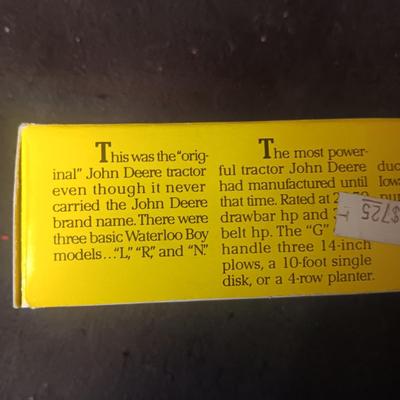 This was the "orig-
inal" John Deere tractor
even though it never
carried the John Deere
brand name. There were
three basic Waterloo Boy
models..."L," "R," and "N."
The most power-
ful tractor John Deere
had manufactured until
that time. Rated at
drawbar hp and
belt hp. The "G"
handle three 14-inch
plows, a 10-foot single
disk, or a 4-row planter.
$725